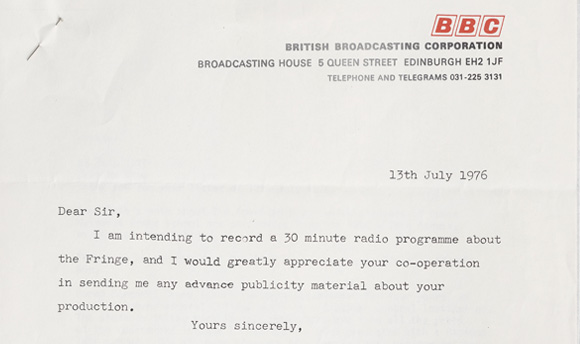 BBC
BRITISH BROADCASTING CORPORATION
BROADCASTING HOUSE 5 QUEEN STREET EDINBURGH EH2 1JF
TELEPHONE AND TELEGRAMS 031-225 3131
13th July 1976
Dear Sir,
I am intending to record a 30 minute radio programme about
the Fringe, and I would greatly appreciate your co-operation
in sending me any advance publicity material about your
production.
Yours sincerely,